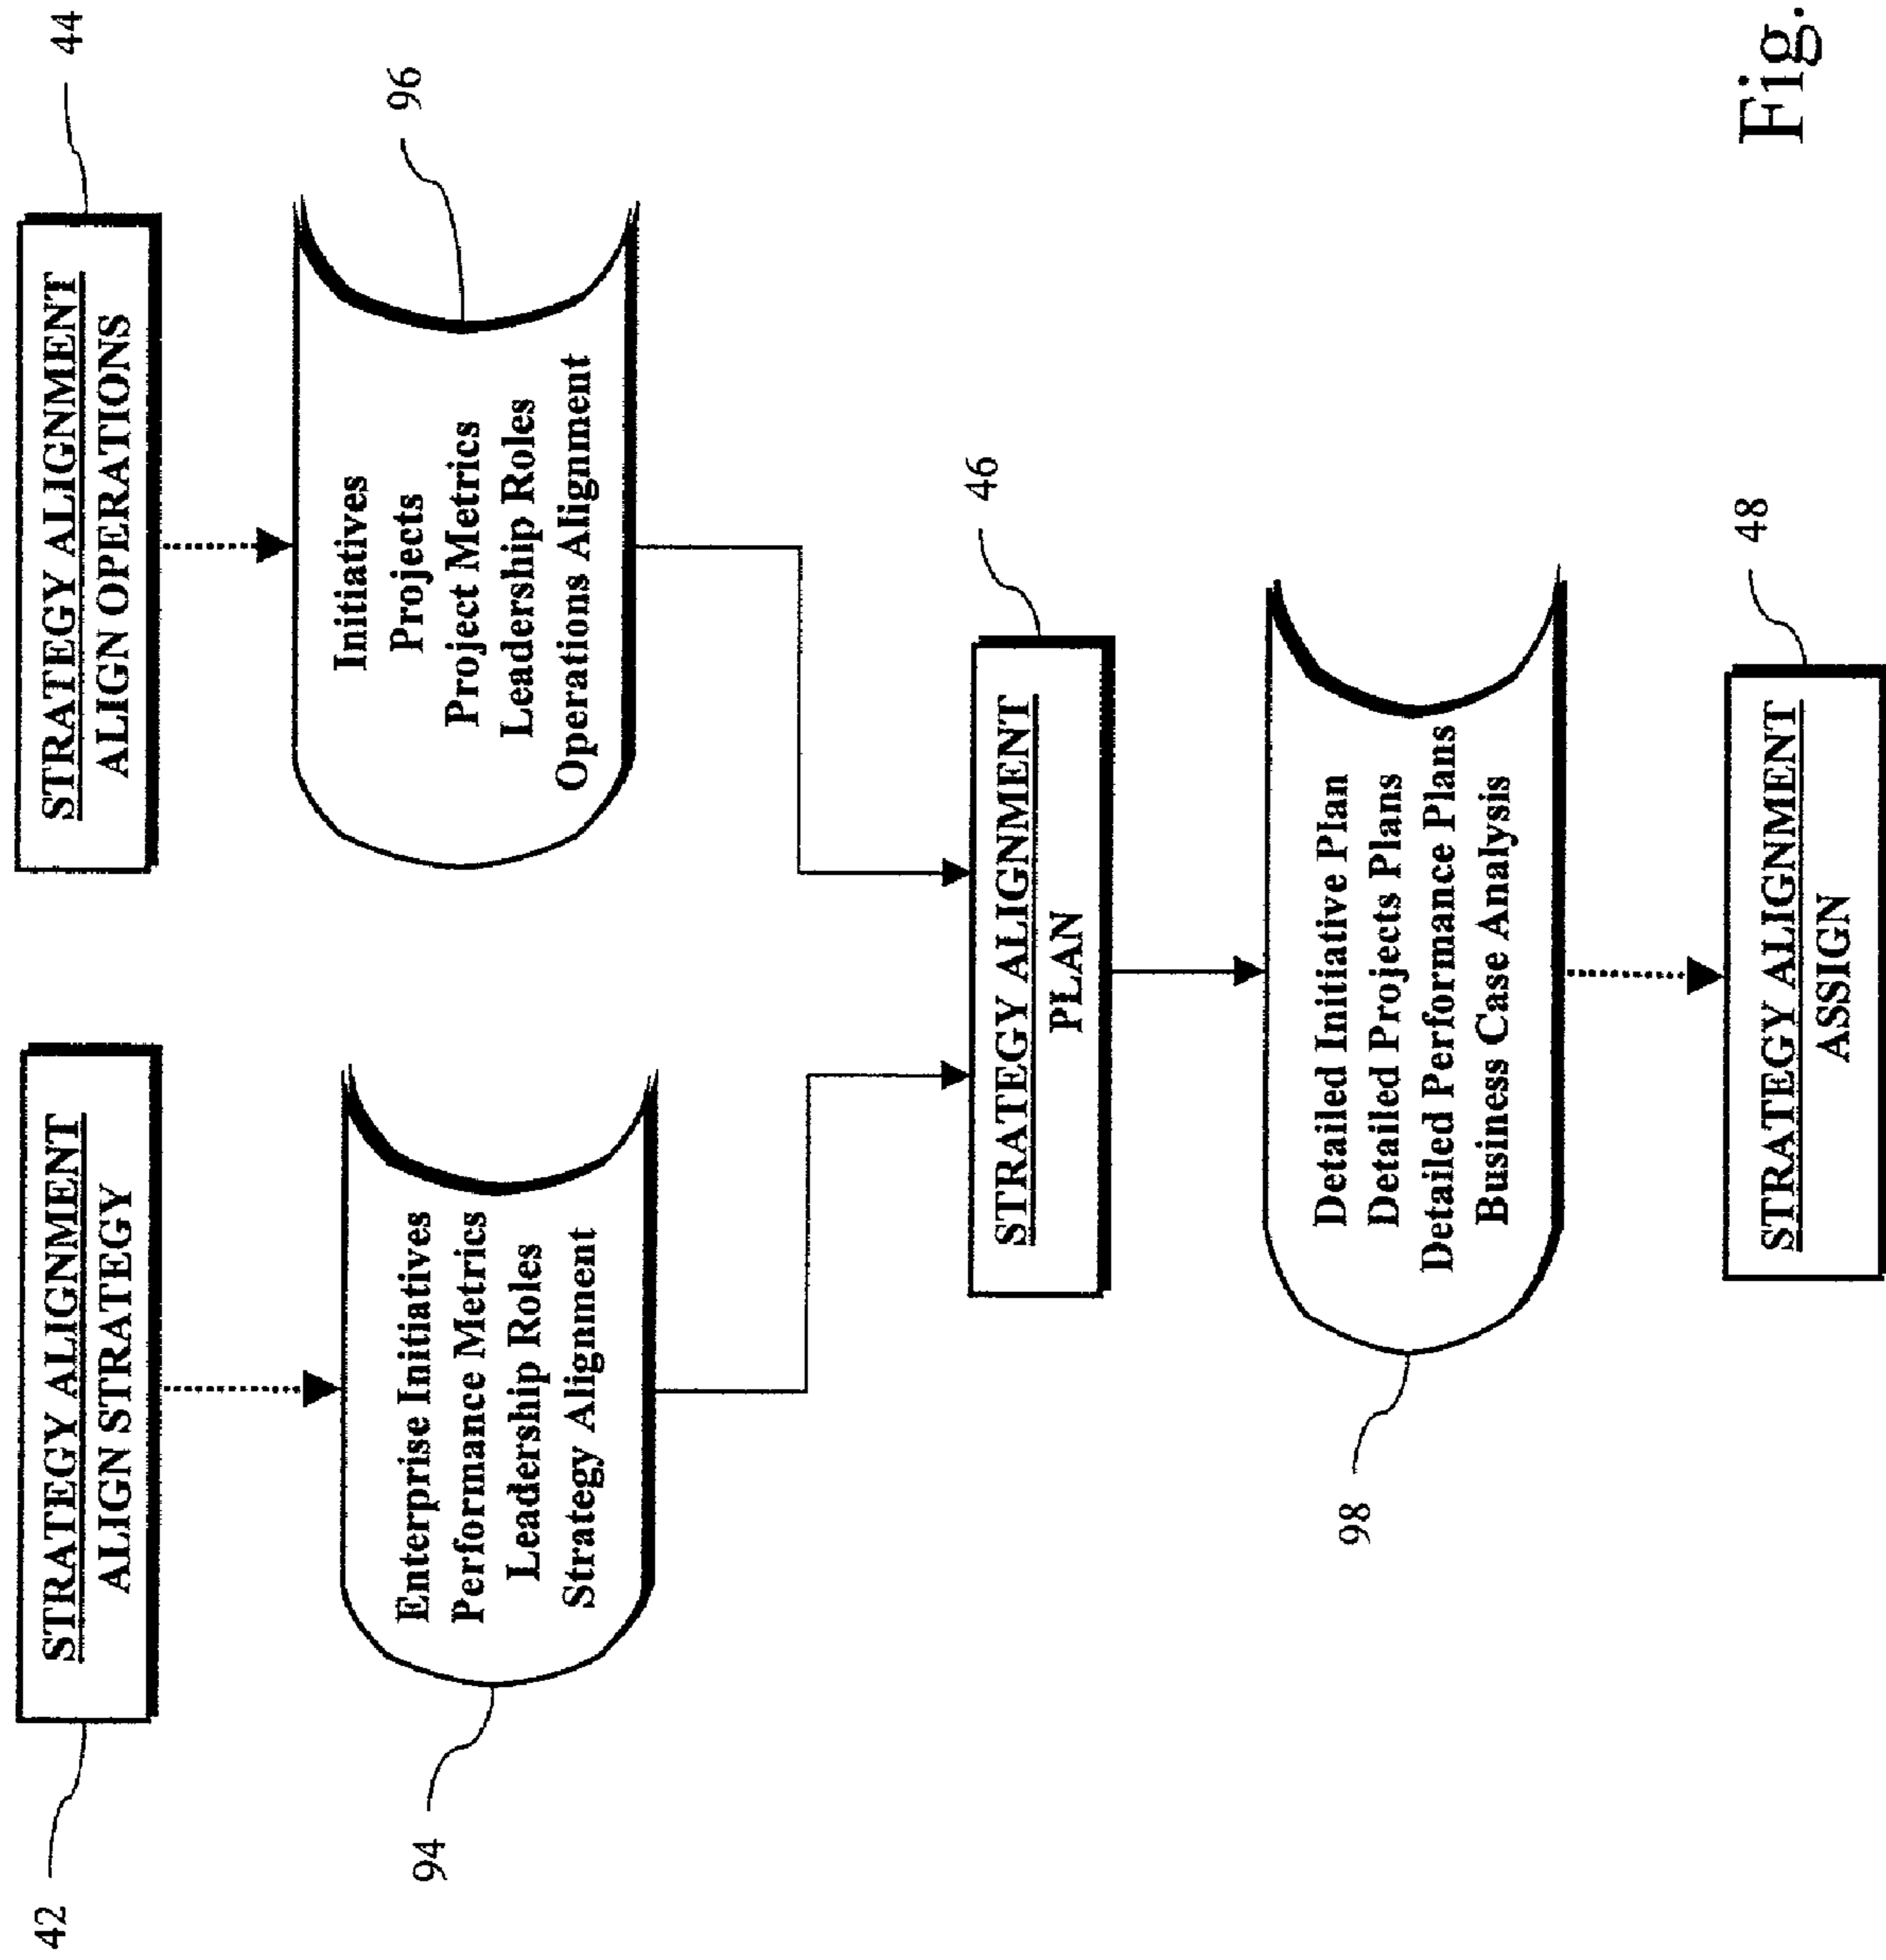 42
STRATEGY ALIGNMENT
ALIGN STRATEGY
STRATEGY ALIGNMENT
ALIGN OPERATIONS
44
94
Enterprise Initiatives
Performance Metrics
Leadership Roles
Strategy Alignment
Initiatives
Projects
Project Metrics
Leadership Roles
Operations Alignment
96
STRATEGY ALIGNMENT
PLAN
46
98
Detailed Initiative Plan
Detailed Projects Plans
Detailed Performance Plans
Business Case Analysis
STRATEGY ALIGNMENT
ASSIGN
48
Fig.